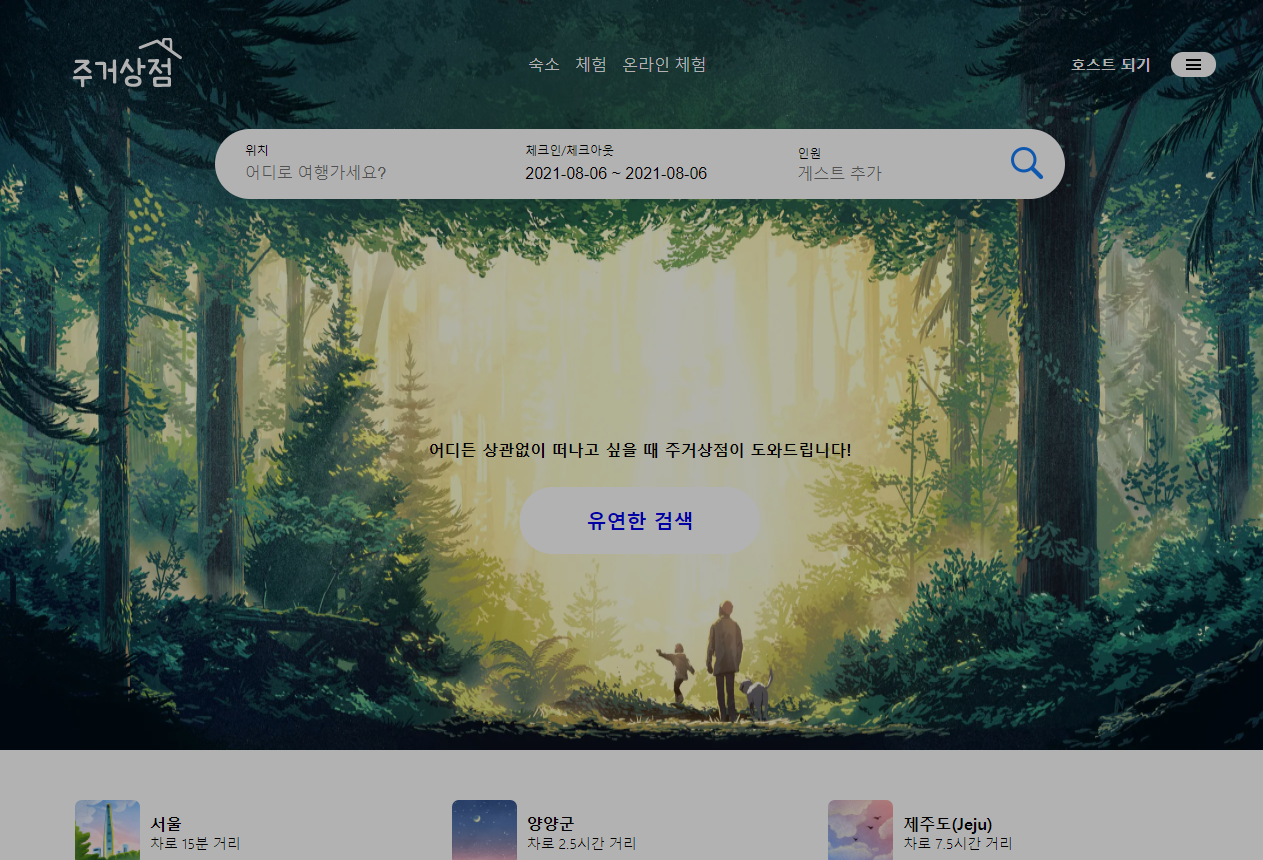 주거상점
숙소 체험 온라인 체험
호스트 되기
위치
어디로 여행가세요?
체크인/체크아웃
2021-08-06 ~ 2021-08-06
인원
게스트 추가
어디든 상관없이 떠나고 싶을 때 주거상점이 도와드립니다!
유연한 검색
서울
차로 15분 거리
양양군
차로 2.5시간 거리
제주도(Jeju)
차로 7.5시간 거리